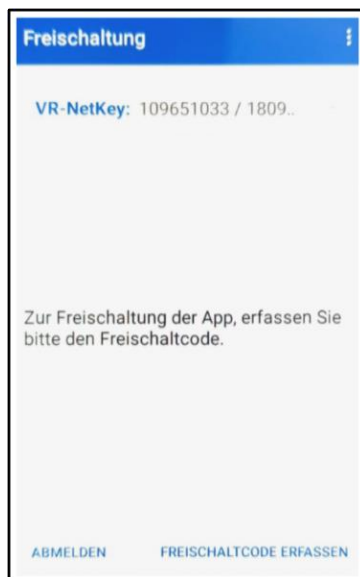 Freischaltung
VR-NetKey: 109651033 / 1809..
Zur Freischaltung der App, erfassen Sie
bitte den Freischaltcode.
ABMELDEN FREISCHALTCODE ERFASSEN